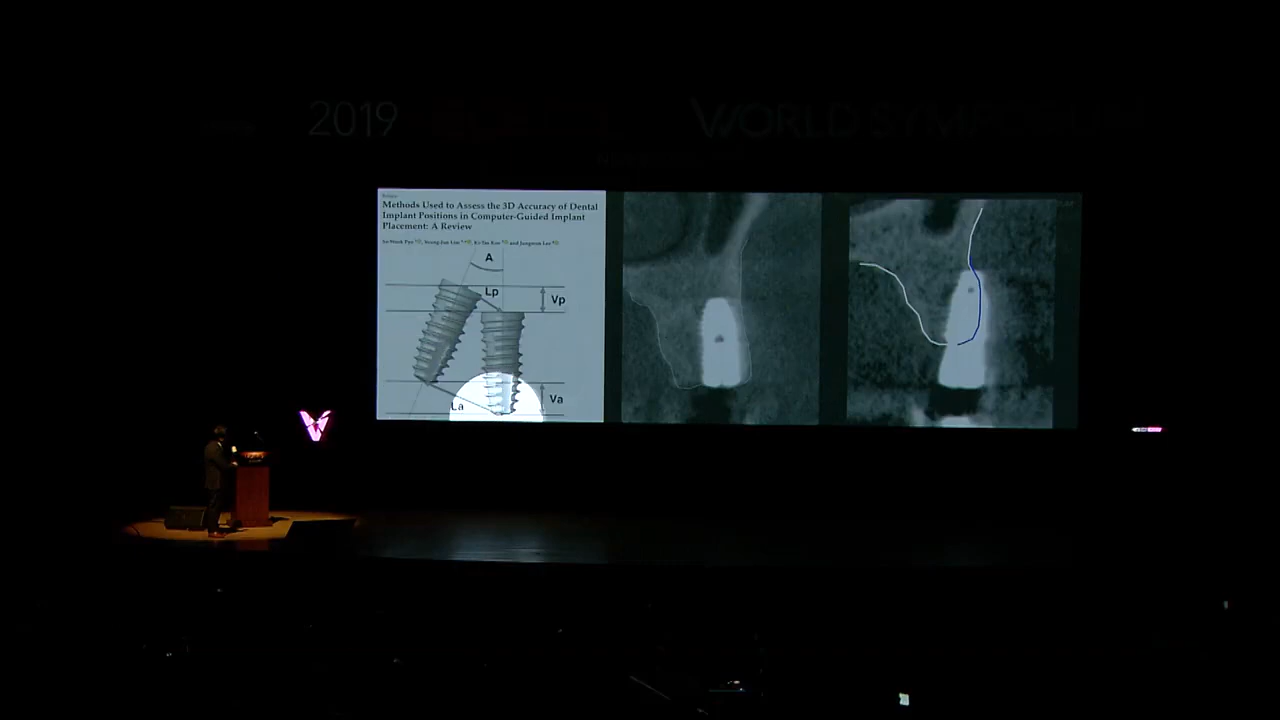 2019
WORLD SYMPOSIUM
Methods Used to Assess the 3D Accuracy of Dental
Implant Positions in Computer-Guided Implant
Placement: A Review
A
Lp
Vp
La
Va